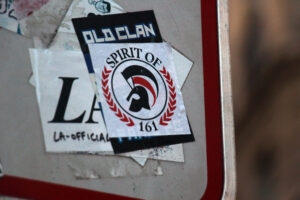 OLD CLAN
SPIRIT OF
161
LA
LA-OFFICIAL